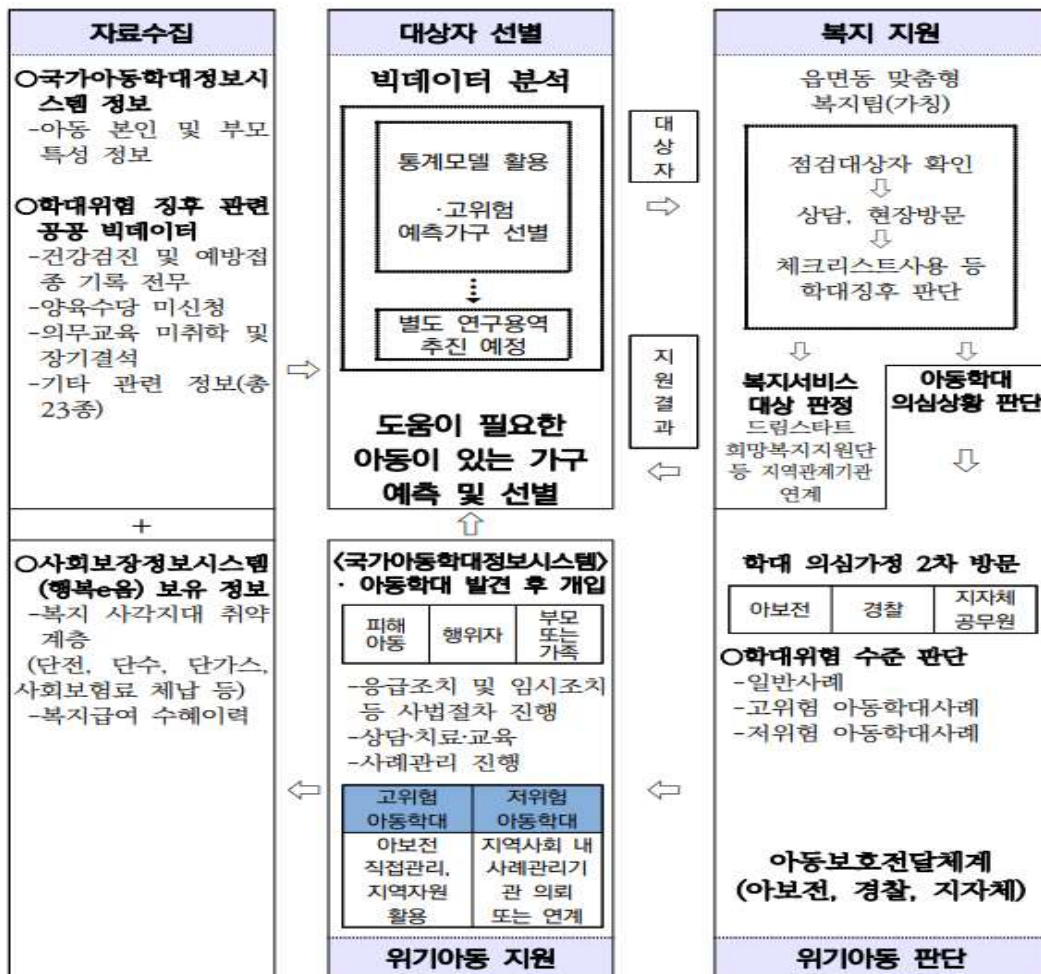 자료수집
○국가아동학대정보시
스템 정보
-아동 본인 및 부모
특성 정보
○학대위험 징후 관련
공공 빅데이터
-건강검진 및 예방접
종 기록 전무
-양육수당 미신청
-의무교육 미취학 및
장기결석
-기타 관련 정보(총
23종)
+
○사회보장정보시스템
(행복e음) 보유 정보
-복지 사각지대 취약
계층
(단전, 단수, 단가스,
사회보험료 체납 등)
-복지급여 수혜이력
대상자 선별
빅데이터 분석
통계모델 활용
·고위험
예측가구 선별
별도 연구용역
추진 예정
도움이 필요한
아동이 있는 가구
예측 및 선별
대
상
자
지
원
결
과
복지 지원
읍면동 맞춤형
복지팀(가칭)
점검대상자 확인
상담, 현장방문
체크리스트사용 등
학대징후 판단
복지서비스
대상 판정
드림스타트
희망복지지원단
등 지역관계기관
연계
아동학대
의심상황 판단
학대 의심가정 2차 방문
아보전
경찰
지자체
공무원
○학대위험 수준 판단
-일반사례
-고위험 아동학대사례
-저위험 아동학대사례
아동보호전달체계
(아보전, 경찰, 지자체)
위기아동 판단
<국가아동학대정보시스템>
· 아동학대 발견 후 개입
피해
아동
행위자
부모
또는
가족
-응급조치 및 임시조치
등 사법절차 진행
-상담·치료·교육
-사례관리 진행
고위험
아동학대
저위험
아동학대
아보전
직접관리,
지역자원
활용
지역사회 내
사례관리기
관 의뢰
또는 연계
위기아동 지원